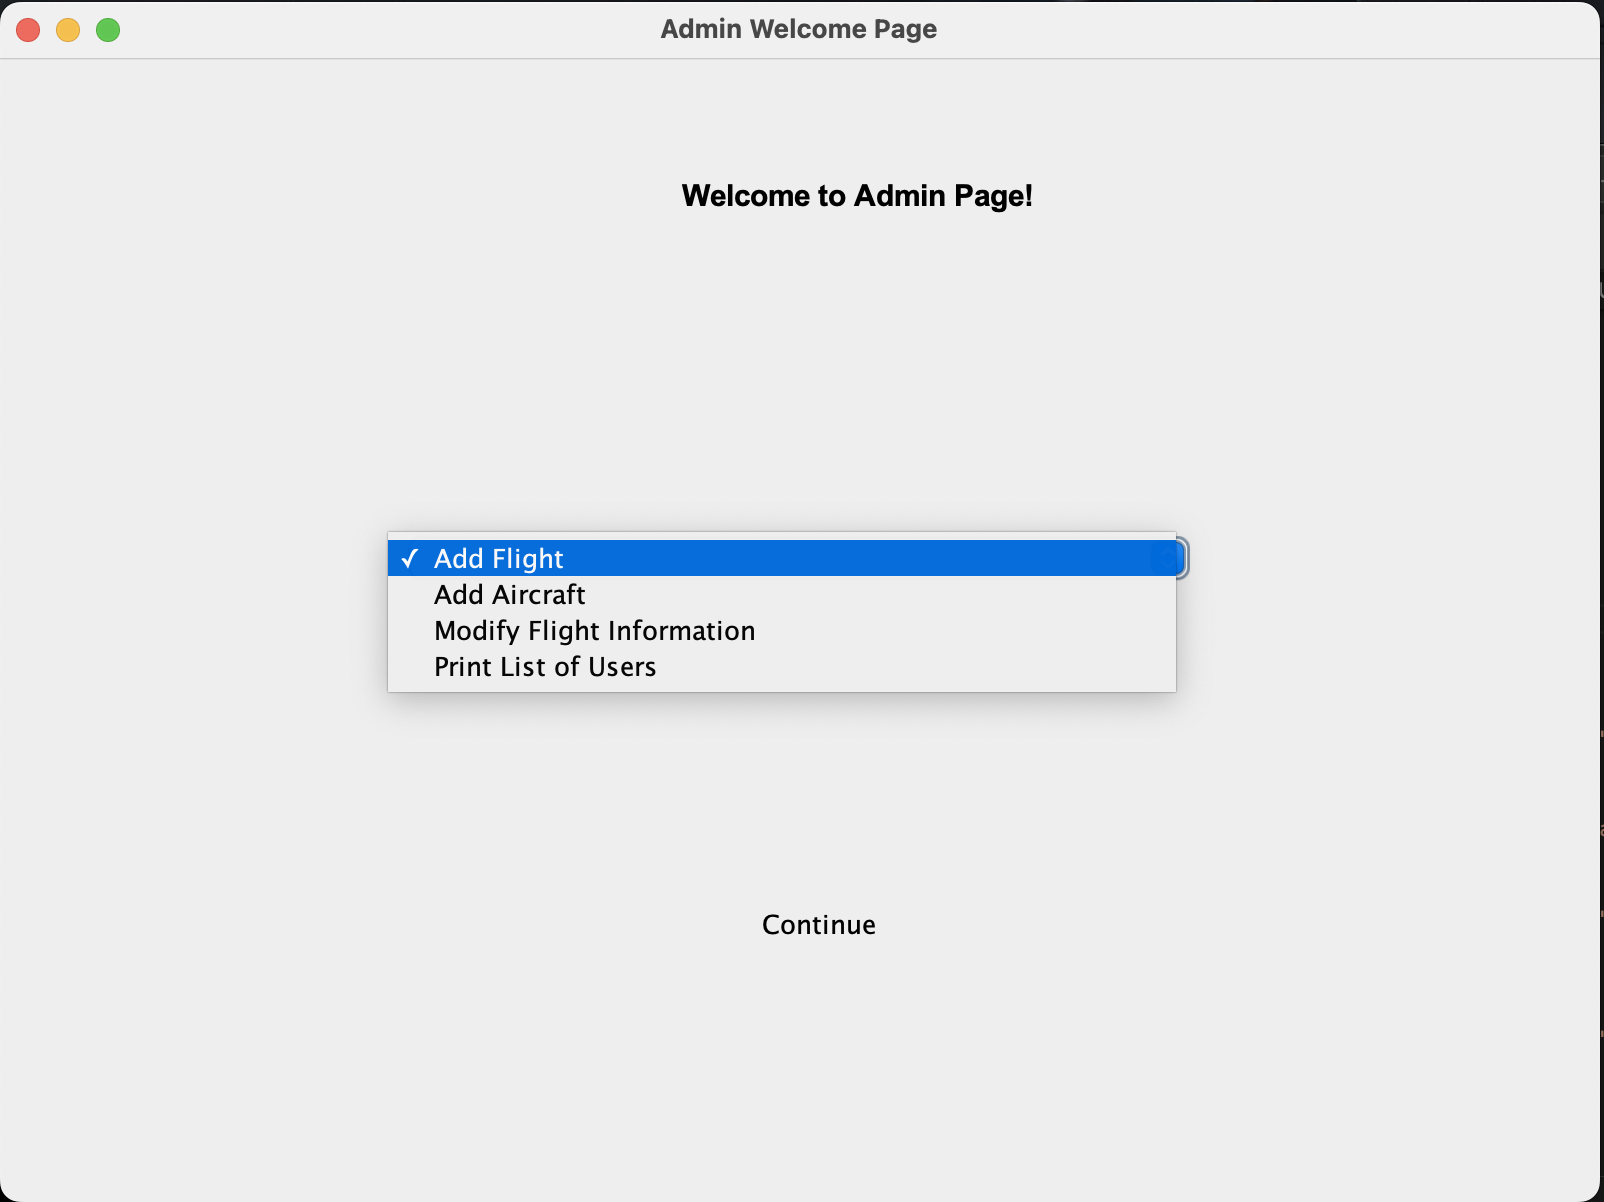 Admin Welcome Page
Welcome to Admin Page!
✓ Add Flight
Add Aircraft
Modify Flight Information
Print List of Users
Continue